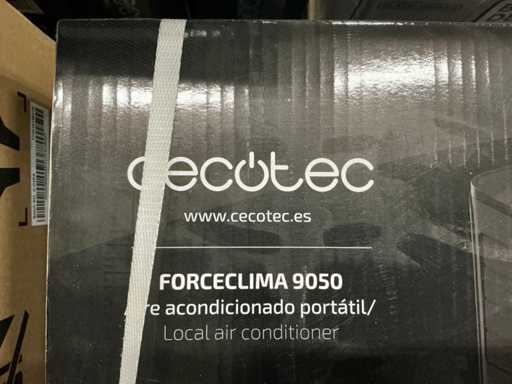 cecotec
www.cecotec.es
FORCECLIMA 9050
re acondicionado portátil/
Local air conditioner